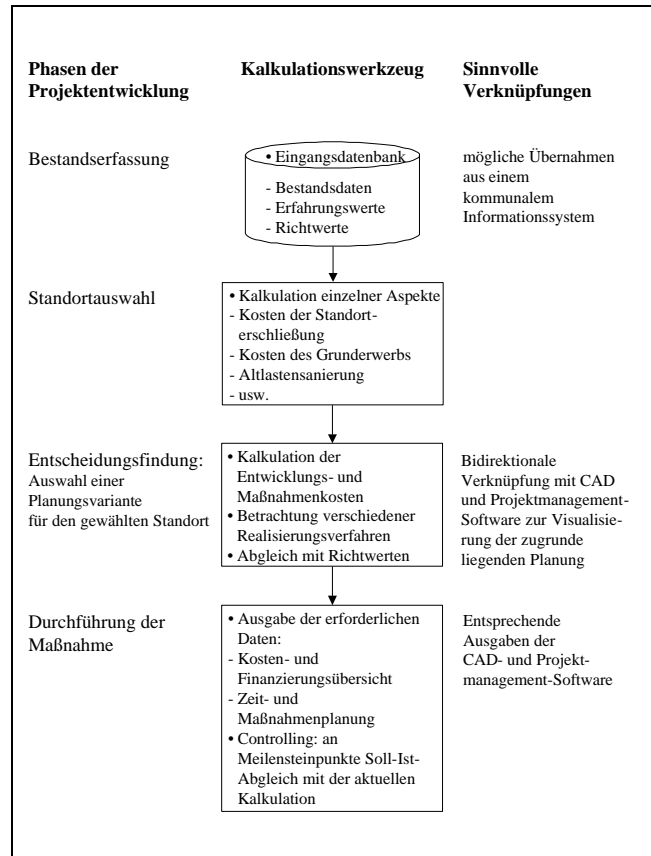 Phasen der
Projektentwicklung
Kalkulationswerkzeug
Sinnvolle
Verknüpfungen
Bestandserfassung
• Eingangsdatenbank
- Bestandsdaten
- Erfahrungswerte
- Richtwerte
mögliche Übernahmen
aus einem
kommunalem
Informationssystem
Standortauswahl
• Kalkulation einzelner Aspekte
- Kosten der Standort-
erschließung
- Kosten des Grunderwerbs
- Altlastensanierung
- usw.
Entscheidungsfindung:
Auswahl einer
Planungsvariante
für den gewählten Standort
• Kalkulation der
Entwicklungs- und
Maßnahmenkosten
• Betrachtung verschiedener
Realisierungsverfahren
• Abgleich mit Richtwerten
Bidirektionale
Verknüpfung mit CAD
und Projektmanagement-
Software zur Visualisie-
rung der zugrunde
liegenden Planung
Durchführung der
Maßnahme
• Ausgabe der erforderlichen
Daten:
- Kosten- und
Finanzierungsübersicht
- Zeit- und
Maßnahmenplanung
• Controlling: an
Meilensteinpunkte Soll-Ist-
Abgleich mit der aktuellen
Kalkulation
Entsprechende
Ausgaben der
CAD- und Projekt-
management-Software